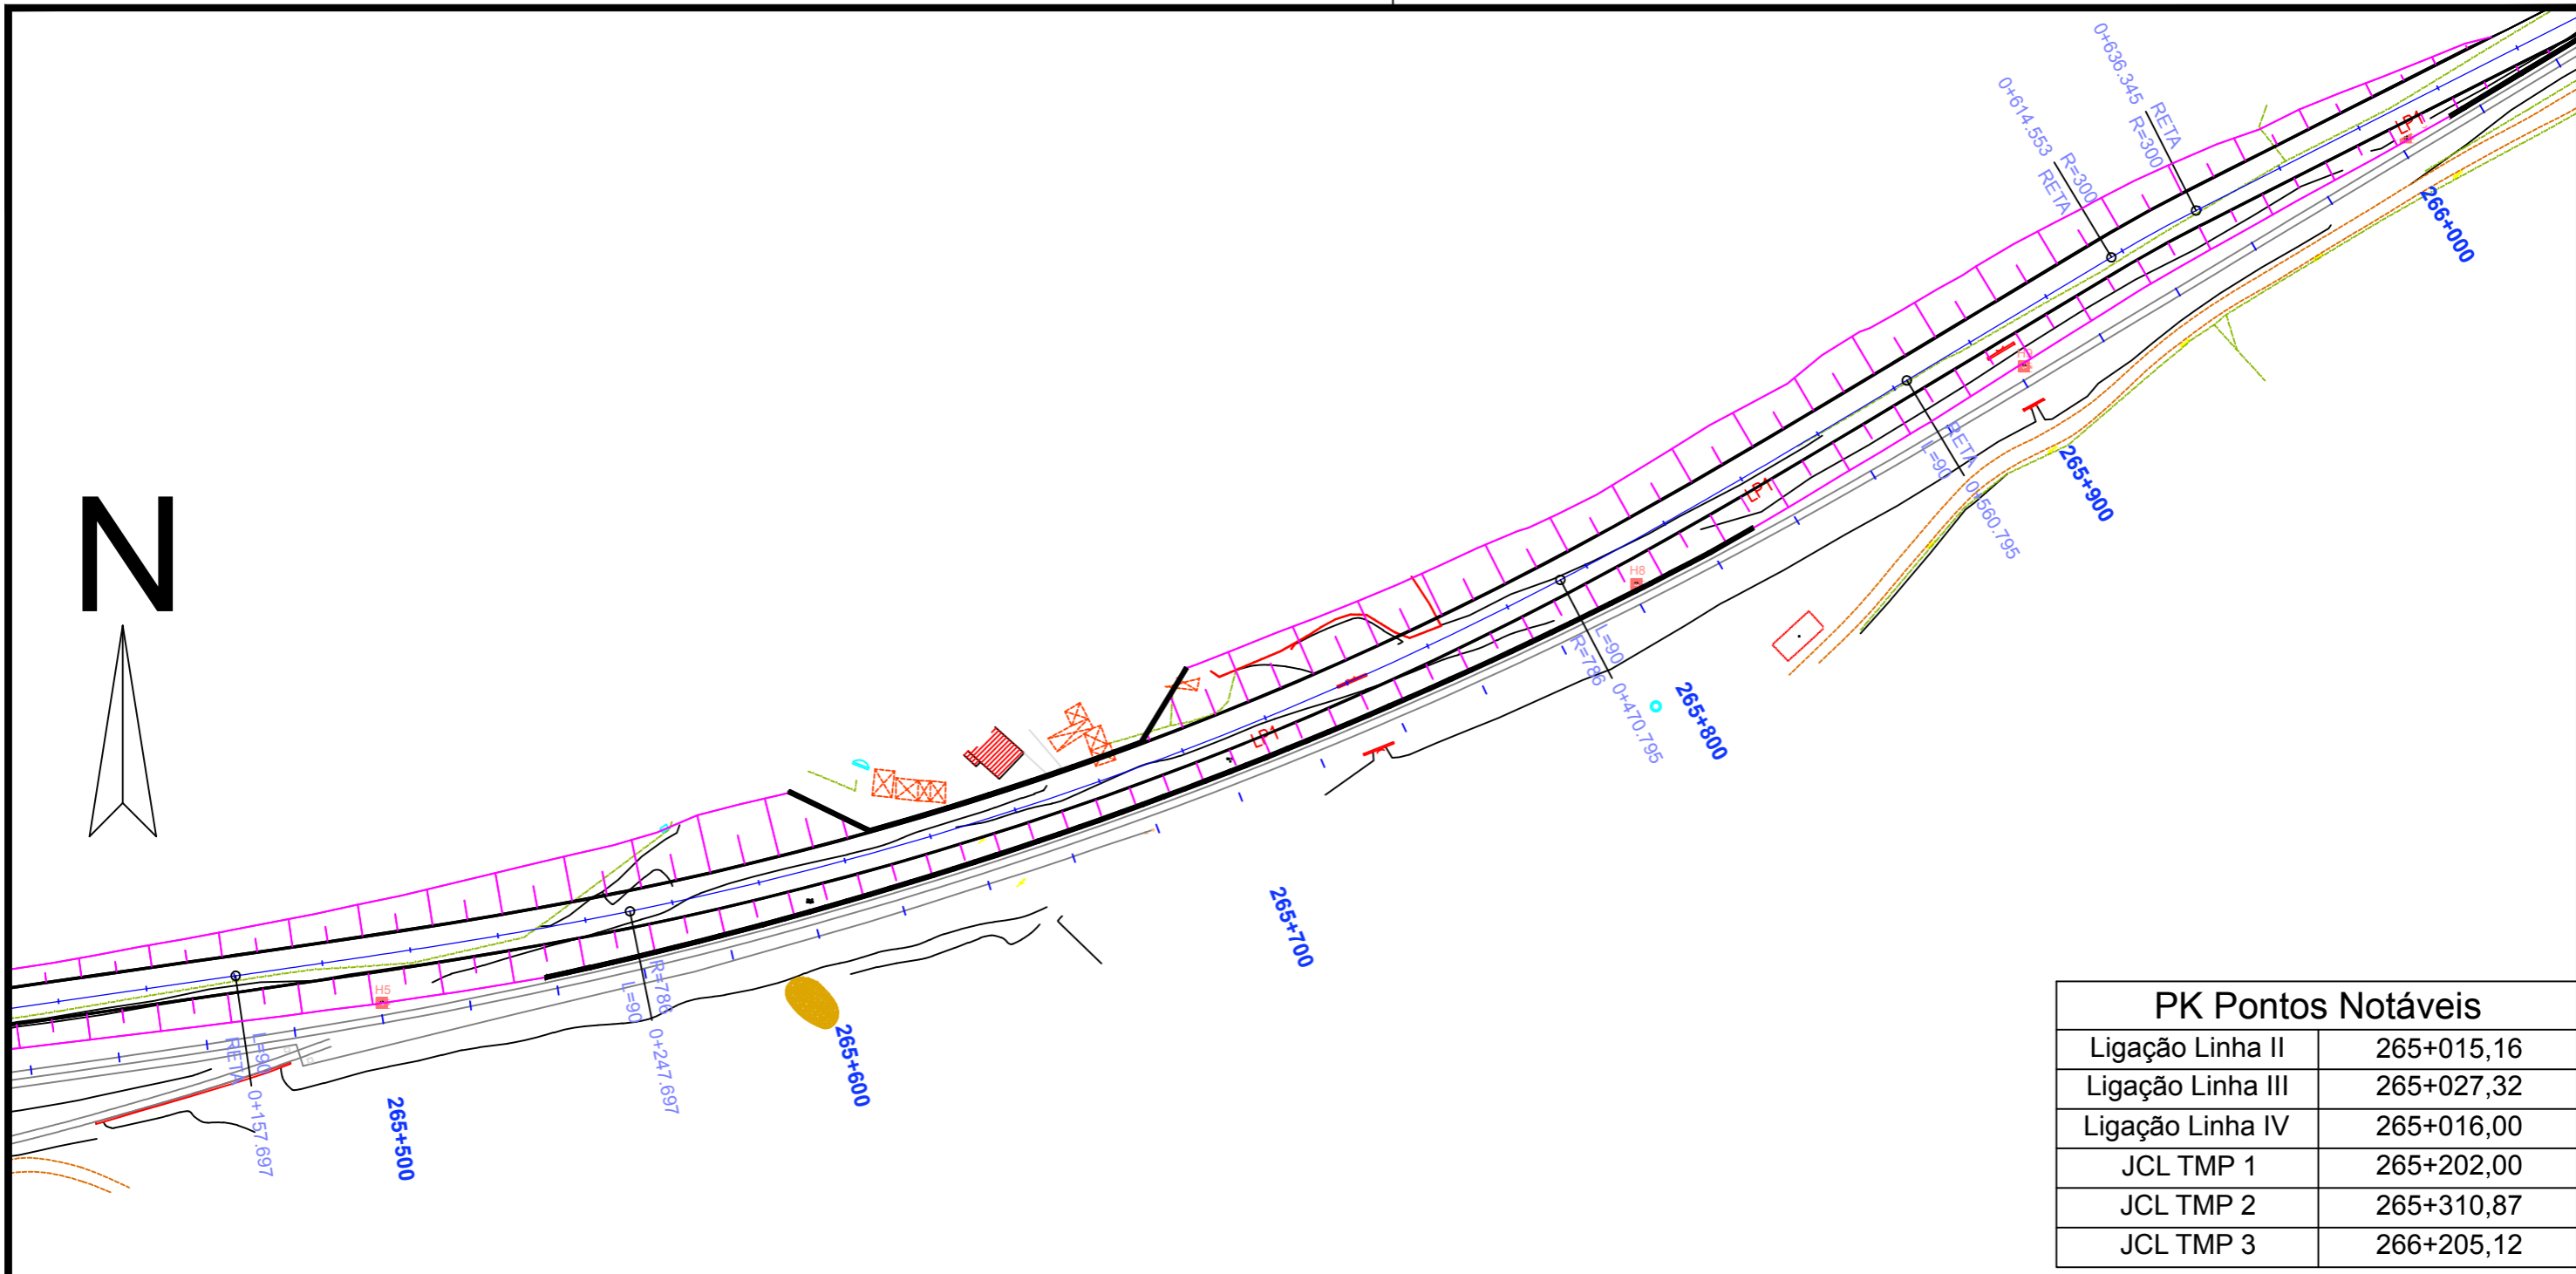 0+636.345 RETA
R=300
0+614.553 R=300
RETA
LP1
266+000
H9
265+900
RETA
L=90 0+560.795
LP1
H8
L=90
R=786 0+470.795
265+800
N
LP1
265+700
R=786
L=90 0+247.697
265+600
H5
L=90
RETA 0+157.697
265+500
PK Pontos Notáveis
Ligação Linha II 265+015,16
Ligação Linha III 265+027,32
Ligação Linha IV 265+016,00
JCL TMP 1 265+202,00
JCL TMP 2 265+310,87
JCL TMP 3 266+205,12